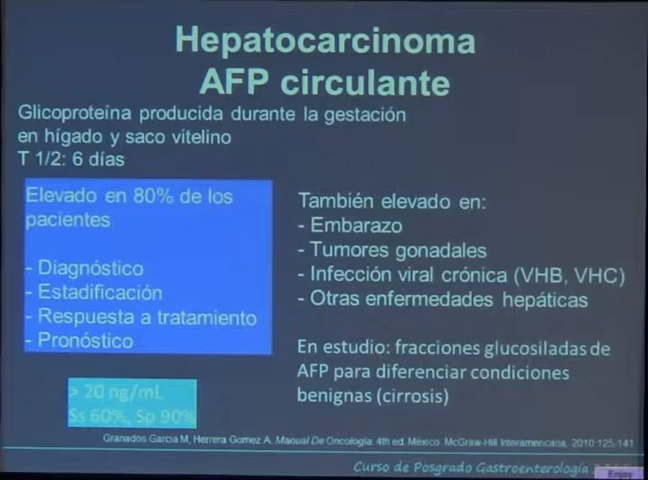 Hepatocarcinoma
AFP circulante
Glicoproteína producida durante la gestación
en hígado y saco vitelino
T 1/2: 6 días
Elevado en 80% de los
pacientes
- Diagnóstico
- Estadificación
- Respuesta a tratamiento
- Pronóstico
> 20 ng/mL
Ss 60%, Sp 90%
También elevado en:
- Embarazo
- Tumores gonadales
- Infección viral crónica (VHB, VHC)
- Otras enfermedades hepáticas
En estudio: fracciones glucosiladas de
AFP para diferenciar condiciones
benignas (cirrosis)
Granados García M, Herrera Gomez A. Manual De Oncología. 4th ed. México. McGraw-Hill Interamericana, 2010:125-141
Curso de Posgrado Gastroenterología